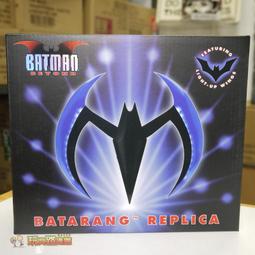 BATMAN
BEYOND
FEATURING
LIGHT-UP WINGS
BATARANG™ REPLICA